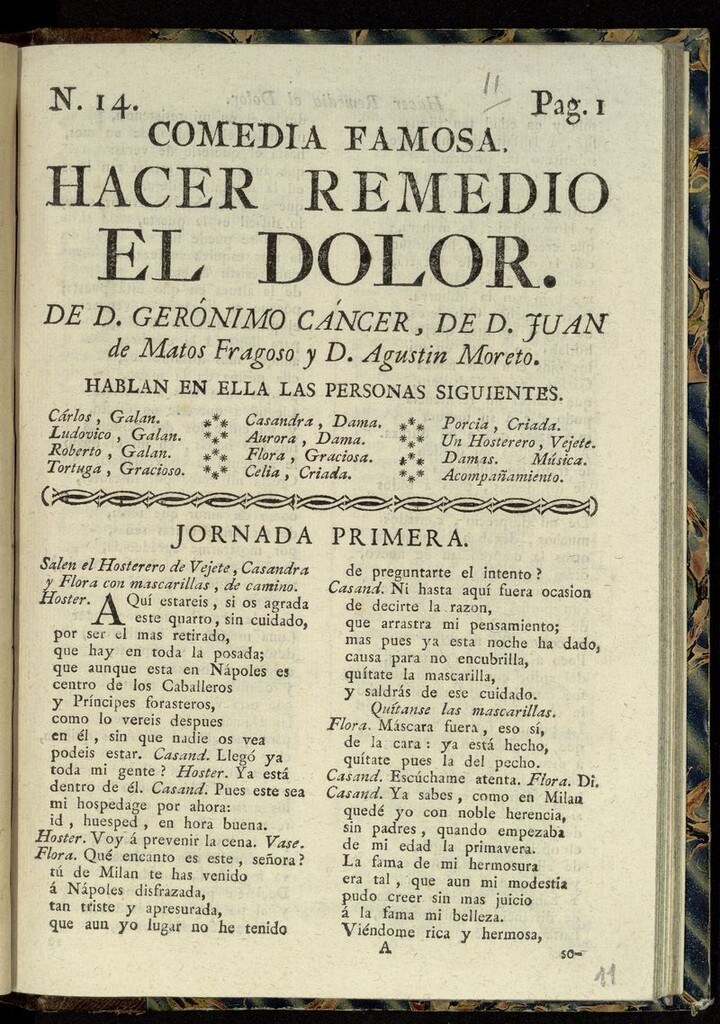 11
N. 14. Pag. 1
COMEDIA FAMOSA.
HACER REMEDIO
EL DOLOR.
DE D. GERÓNIMO CÁNCER, DE D. JUAN
de Matos Fragoso y D. Agustin Moreto.
HABLAN EN ELLA LAS PERSONAS SIGUIENTES.
Cárlos, Galan.
Ludovico, Galan.
Roberto, Galan.
Tortuga, Gracioso.
Casandra, Dama.
Aurora, Dama.
Flora, Graciosa.
Celia, Criada.
Porcia, Criada.
Un Hosterero, Vejete.
Damas. Música.
Acompañamiento.
JORNADA PRIMERA.
Salen el Hosterero de Vejete, Casandra
y Flora con mascarillas, de camino.
Hoster. AQuí estareis, si os agrada
este quarto, sin cuidado,
por ser el mas retirado,
que hay en toda la posada;
que aunque esta en Nápoles es
centro de los Caballeros
y Príncipes forasteros,
como lo vereis despues
en él, sin que nadie os vea
podeis estar. Casand. Llegó ya
toda mi gente? Hoster. Ya está
dentro de él. Casand. Pues este sea
mi hospedage por ahora:
id, huesped, en hora buena.
Hoster. Voy á prevenir la cena. Vase.
Flora. Qué encanto es este, señora?
tú de Milan te has venido
á Nápoles disfrazada,
tan triste y apresurada,
que aun yo lugar no he tenido
de preguntarte el intento?
Casand. Ni hasta aquí fuera ocasion
de decirte la razon,
que arrastra mi pensamiento;
mas pues ya esta noche ha dado,
causa para no encubrilla,
quítate la mascarilla,
y saldrás de ese cuidado.
Quítanse las mascarillas.
Flora. Máscara fuera, eso sí,
de la cara: ya está hecho,
quítate pues la del pecho.
Casand. Escúchame atenta. Flora. Di.
Casand. Ya sabes, como en Milan
quedé yo con noble herencia,
sin padres, quando empezaba
de mi edad la primavera.
La fama de mi hermosura
era tal, que aun mi modestia
pudo creer sin mas juicio
á la fama mi belleza.
Viéndome rica y hermosa,
A so-
11